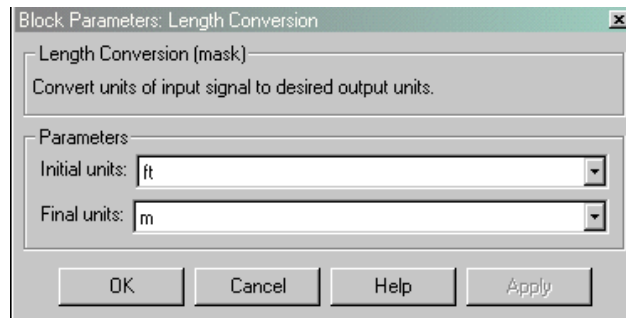 Block Parameters: Length Conversion
Length Conversion (mask)
Convert units of input signal to desired output units.
Parameters
Initial units: ft
Final units: m
OK Cancel Help Apply